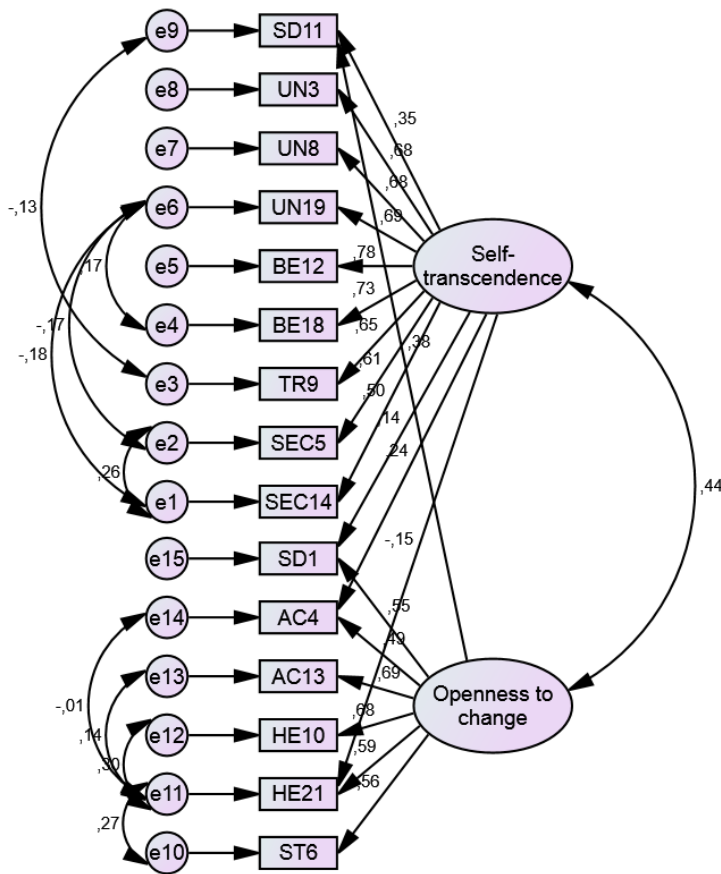 e9
SD11
,35
e8
UN3
,68
e7
UN8
,68
-,13
e6
UN19
,69
Self-
transcendence
e5
BE12
,78
,17
e4
BE18
,73
-,17
,65
,38
-,18
e3
TR9
,61
,50
e2
SEC5
,14
,24
,26
e1
SEC14
,44
-,15
e15
SD1
,55
e14
AC4
,49
e13
AC13
,69
Openness to
change
-,01
,14
e12
HE10
,68
,30
e11
HE21
,59
,56
,27
e10
ST6